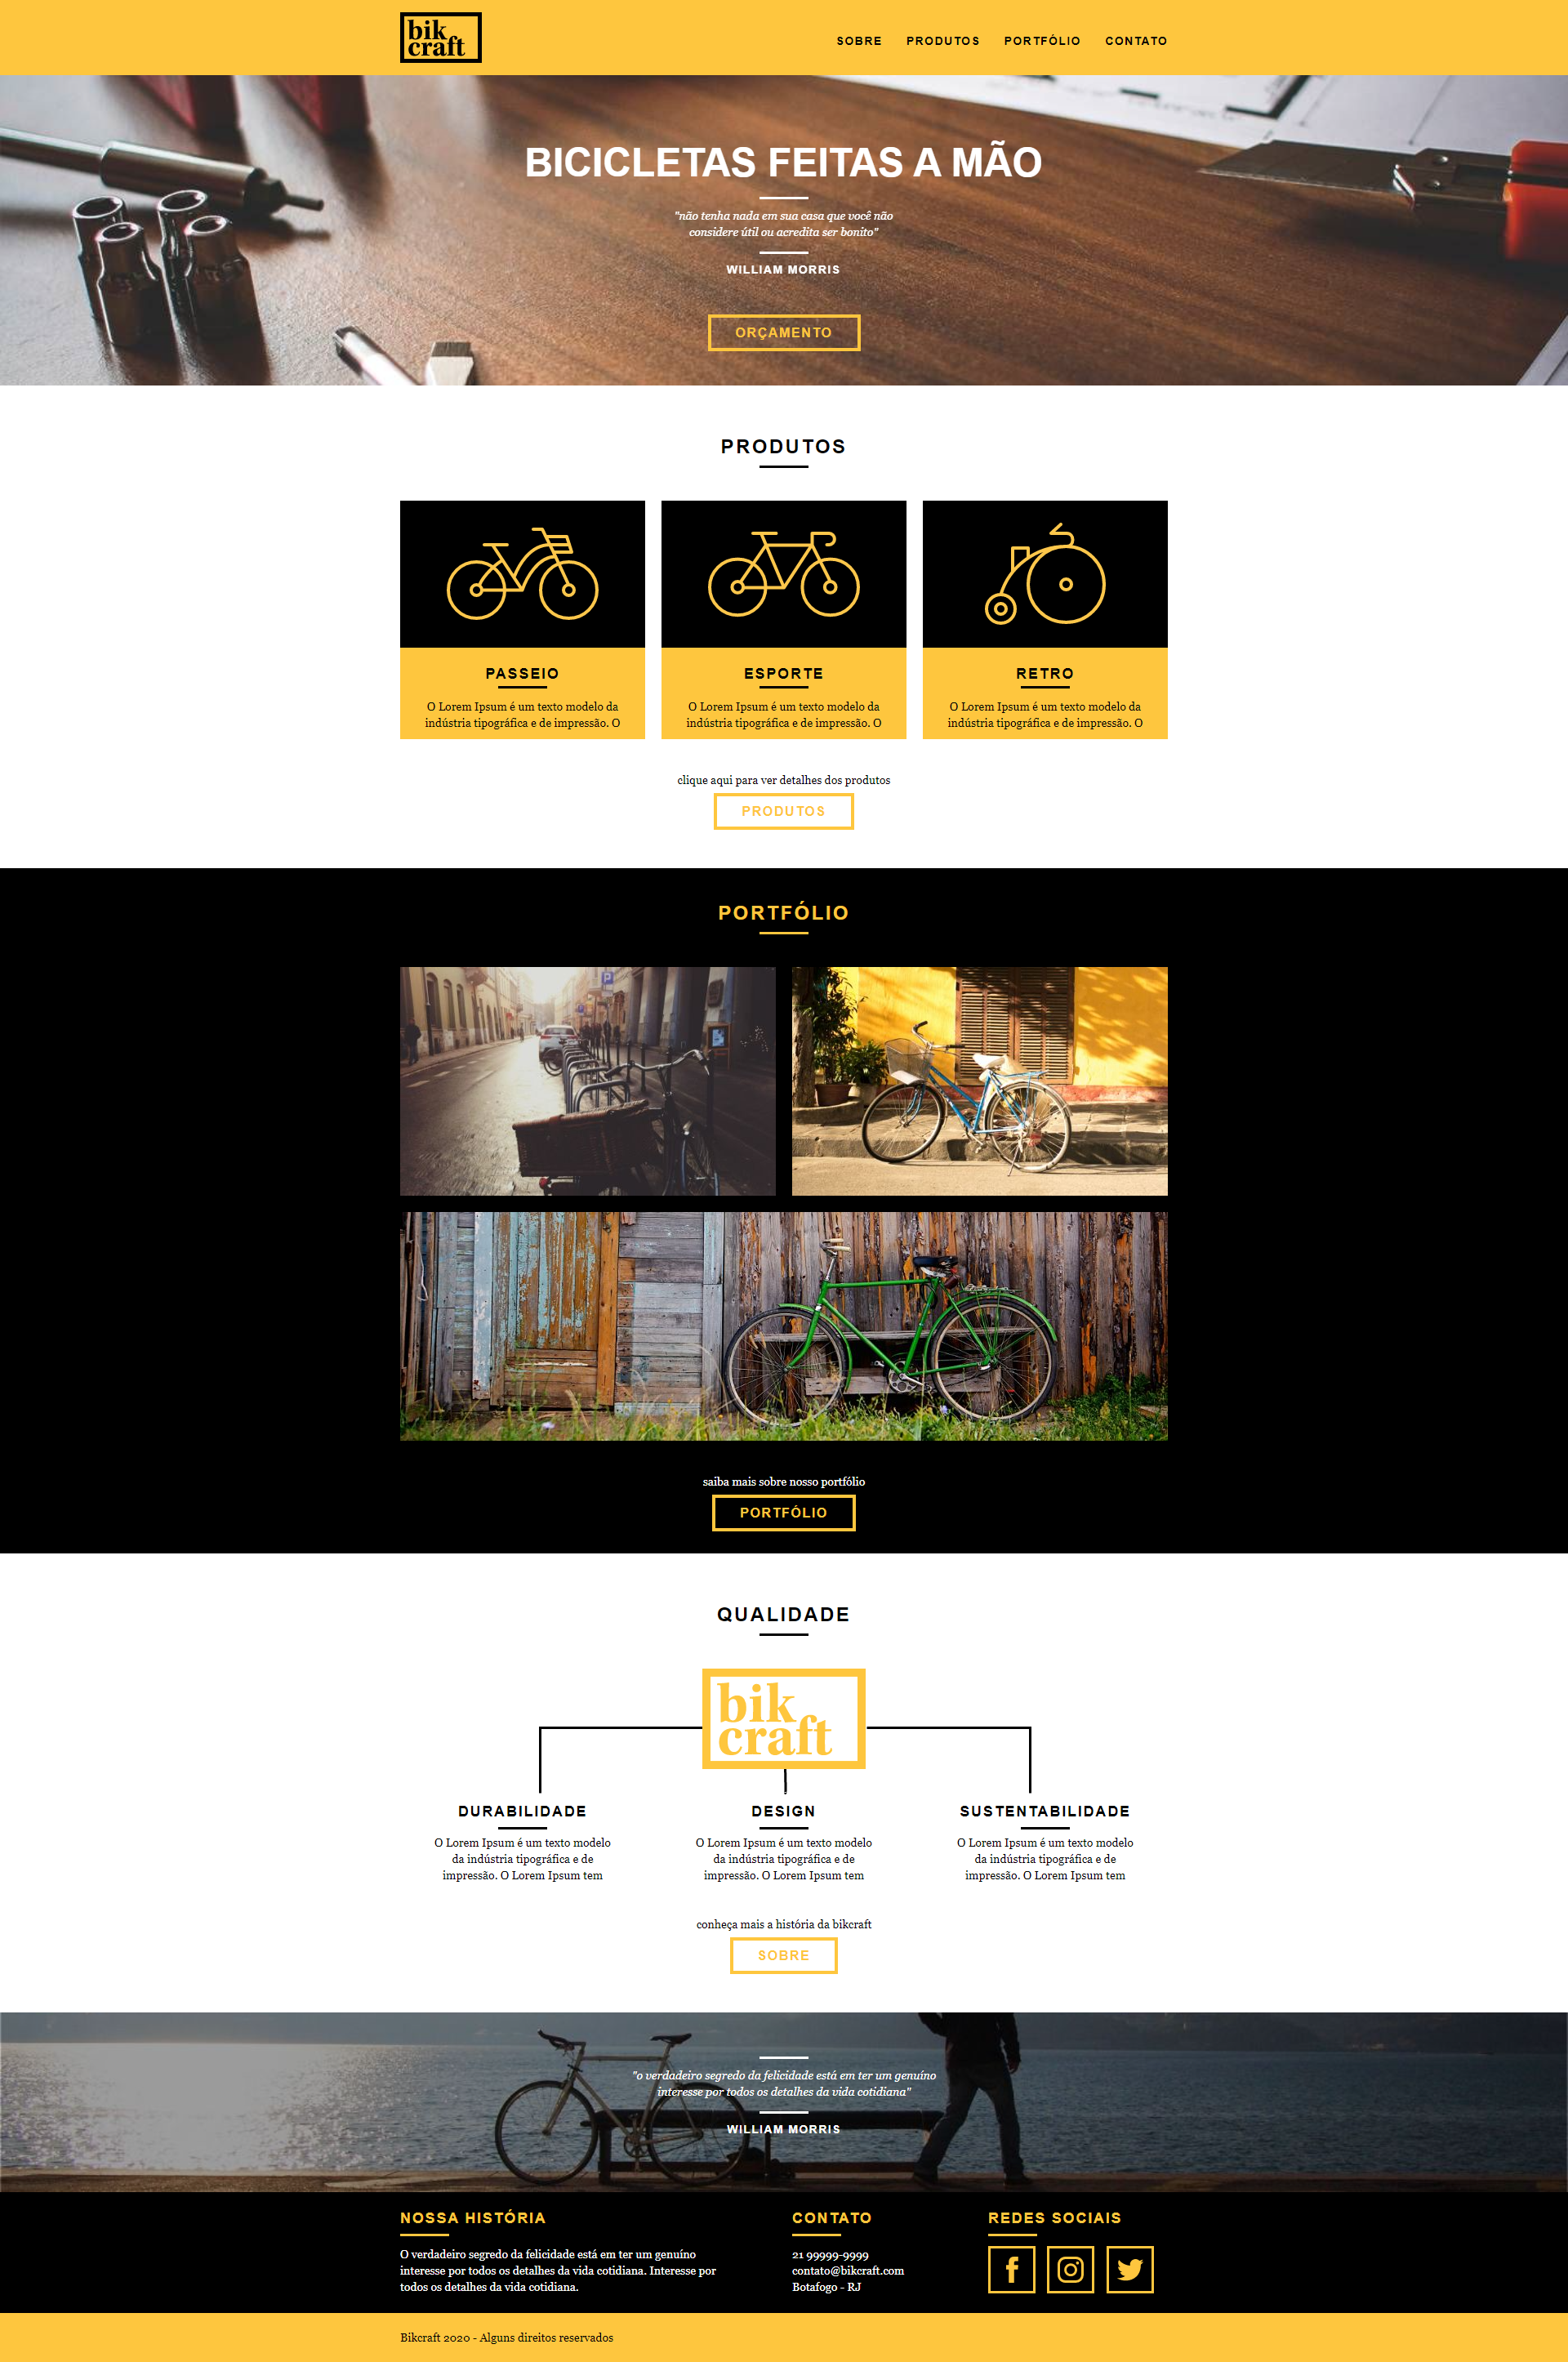 bik
craft
SOBRE PRODUTOS PORTFÓLIO CONTATO
BICICLETAS FEITAS A MÃO
"não tenha nada em sua casa que você não
considere útil ou acredita ser bonito"
WILLIAM MORRIS
ORÇAMENTO
PRODUTOS
PASSEIO
O Lorem Ipsum é um texto modelo da
indústria tipográfica e de impressão. O
ESPORTE
O Lorem Ipsum é um texto modelo da
indústria tipográfica e de impressão. O
RETRO
O Lorem Ipsum é um texto modelo da
indústria tipográfica e de impressão. O
clique aqui para ver detalhes dos produtos
PRODUTOS
PORTFÓLIO
P
saiba mais sobre nosso portfólio
PORTFÓLIO
QUALIDADE
bik
craft
DURABILIDADE
O Lorem Ipsum é um texto modelo
da indústria tipográfica e de
impressão. O Lorem Ipsum tem
DESIGN
O Lorem Ipsum é um texto modelo
da indústria tipográfica e de
impressão. O Lorem Ipsum tem
SUSTENTABILIDADE
O Lorem Ipsum é um texto modelo
da indústria tipográfica e de
impressão. O Lorem Ipsum tem
conheça mais a história da bikcraft
SOBRE
"o verdadeiro segredo da felicidade está em ter um genuíno
interesse por todos os detalhes da vida cotidiana"
WILLIAM MORRIS
NOSSA HISTÓRIA
O verdadeiro segredo da felicidade está em ter um genuíno
interesse por todos os detalhes da vida cotidiana. Interesse por
todos os detalhes da vida cotidiana.
CONTATO
21 99999-9999
contato@bikcraft.com
Botafogo - RJ
REDES SOCIAIS
Bikcraft 2020 - Alguns direitos reservados